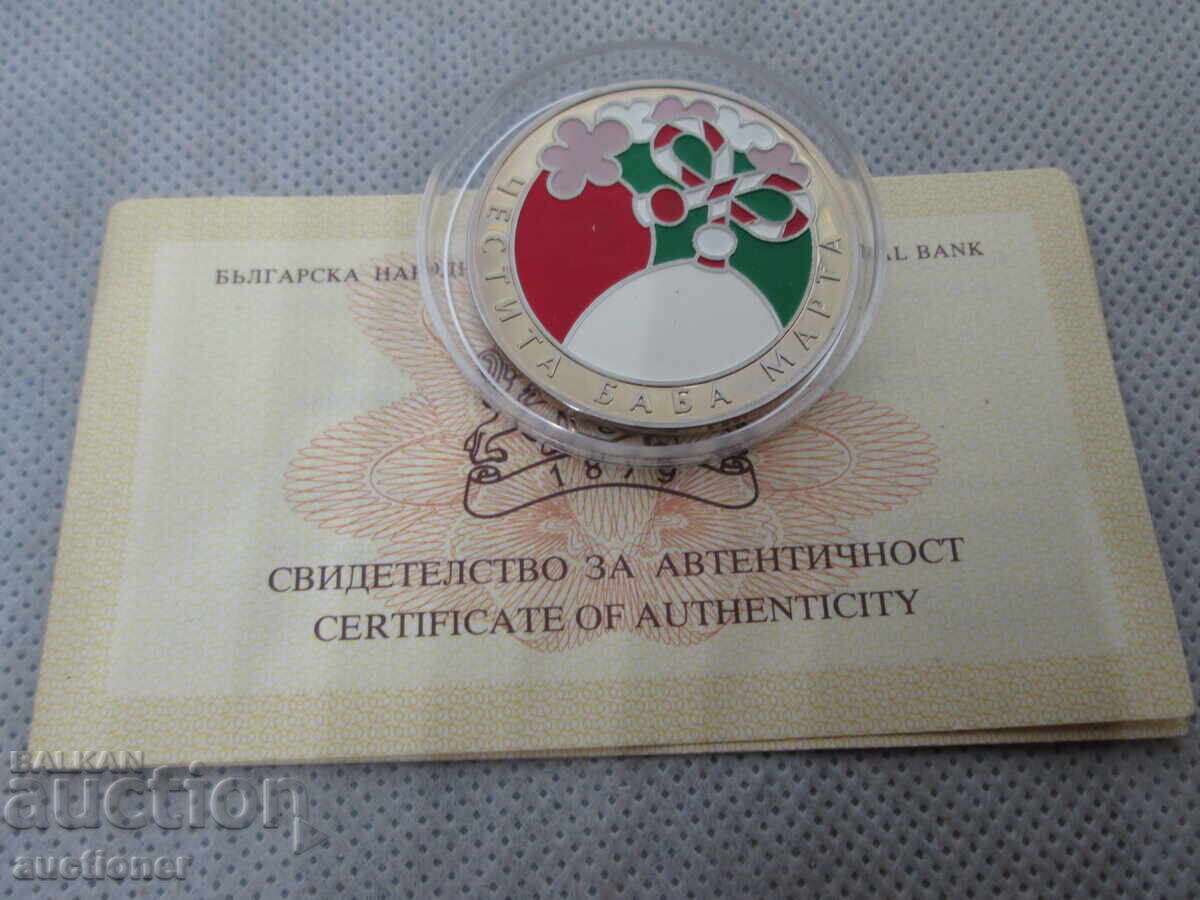 ЧЕСТИТА БАБА МАРТА
БЪЛГАРСКА НАРОДН
AL BANK
1879
СВИДЕТЕЛСТВО ЗА АВТЕНТИЧНОСТ
CERTIFICATE OF AUTHENTICITY
BALKAN
auction
auctioner